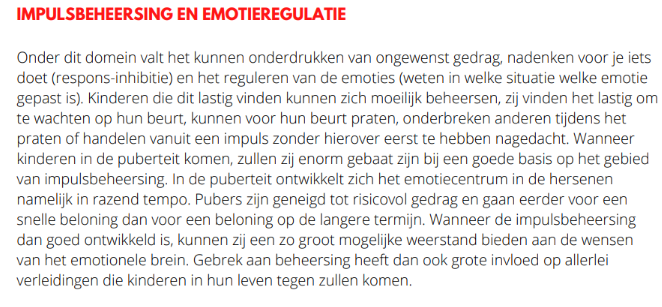 IMPULSBEHEERSING EN EMOTIEREGULATIE
Onder dit domein valt het kunnen onderdrukken van ongewenst gedrag, nadenken voor je iets
doet (respons-inhibitie) en het reguleren van de emoties (weten in welke situatie welke emotie
gepast is). Kinderen die dit lastig vinden kunnen zich moeilijk beheersen, zij vinden het lastig om
te wachten op hun beurt, kunnen voor hun beurt praten, onderbreken anderen tijdens het
praten of handelen vanuit een impuls zonder hierover eerst te hebben nagedacht. Wanneer
kinderen in de puberteit komen, zullen zij enorm gebaat zijn bij een goede basis op het gebied
van impulsbeheersing. In de puberteit ontwikkelt zich het emotiecentrum in de hersenen
namelijk in razend tempo. Pubers zijn geneigd tot risicovol gedrag en gaan eerder voor een
snelle beloning dan voor een beloning op de langere termijn. Wanneer de impulsbeheersing
dan goed ontwikkeld is, kunnen zij een zo groot mogelijke weerstand bieden aan de wensen
van het emotionele brein. Gebrek aan beheersing heeft dan ook grote invloed op allerlei
verleidingen die kinderen in hun leven tegen zullen komen.